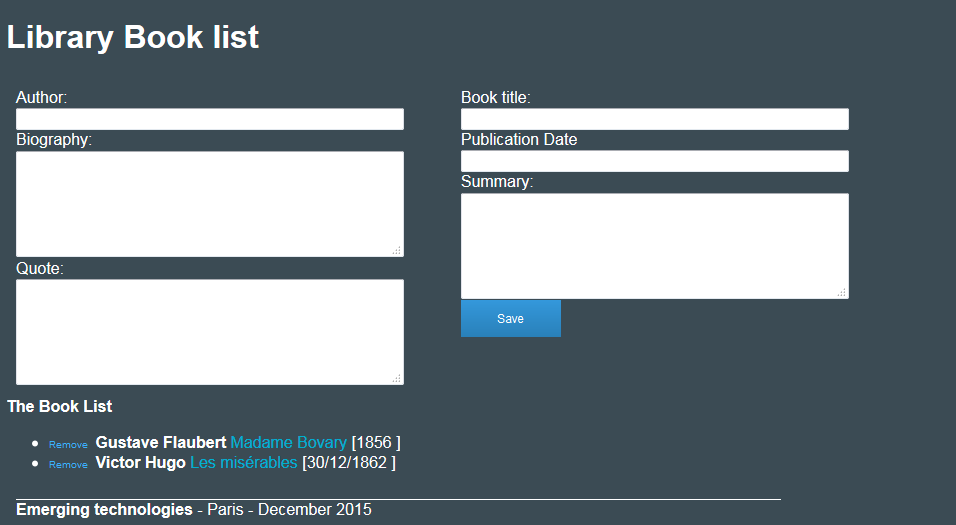 Library Book list
Author:
Biography:
Quote:
Book title:
Publication Date
Summary:
Save
The Book List
Remove Gustave Flaubert Madame Bovary [1856 ]
Remove Victor Hugo Les misérables [30/12/1862 ]
Emerging technologies - Paris - December 2015